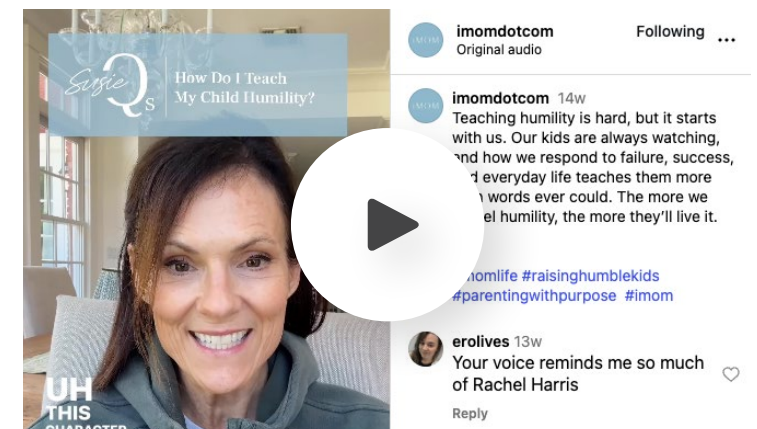 imomdotcom
Original audio
Following
Susie Qs
How Do I Teach
My Child Humility?
iMOM
iMOM
imomdotcom 14w
Teaching humility is hard, but it starts
with us. Our kids are always watching,
and how we respond to failure, success,
everyday life teaches them more
words ever could. The more we
humility, the more they'll live it.
#raisinghumblekids
#parentingwithpurpose #imom
erolives 13w
Your voice reminds me so much
of Rachel Harris
Reply
UH
THIS
CHARACTER